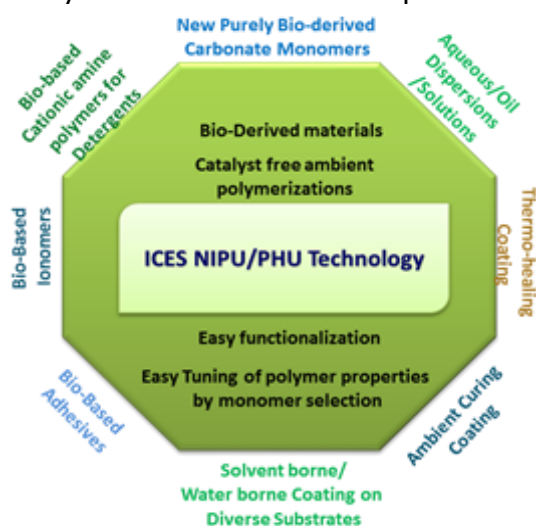 New Purely Bio-derived
Carbonate Monomers
Aqueous/Oil
Dispersions
/Solutions
Thermo-healing
Coating
Ambient Curing
Coating
Solvent borne/
Water borne Coating on
Diverse Substrates
Bio-Based
Adhesives
Bio-Based
Ionomers
Bio-based
Cationic amine
polymers for
Detergents
Bio-Derived materials
Catalyst free ambient
polymerizations
ICES NIPU/PHU Technology
Easy functionalization
Easy Tuning of polymer properties
by monomer selection